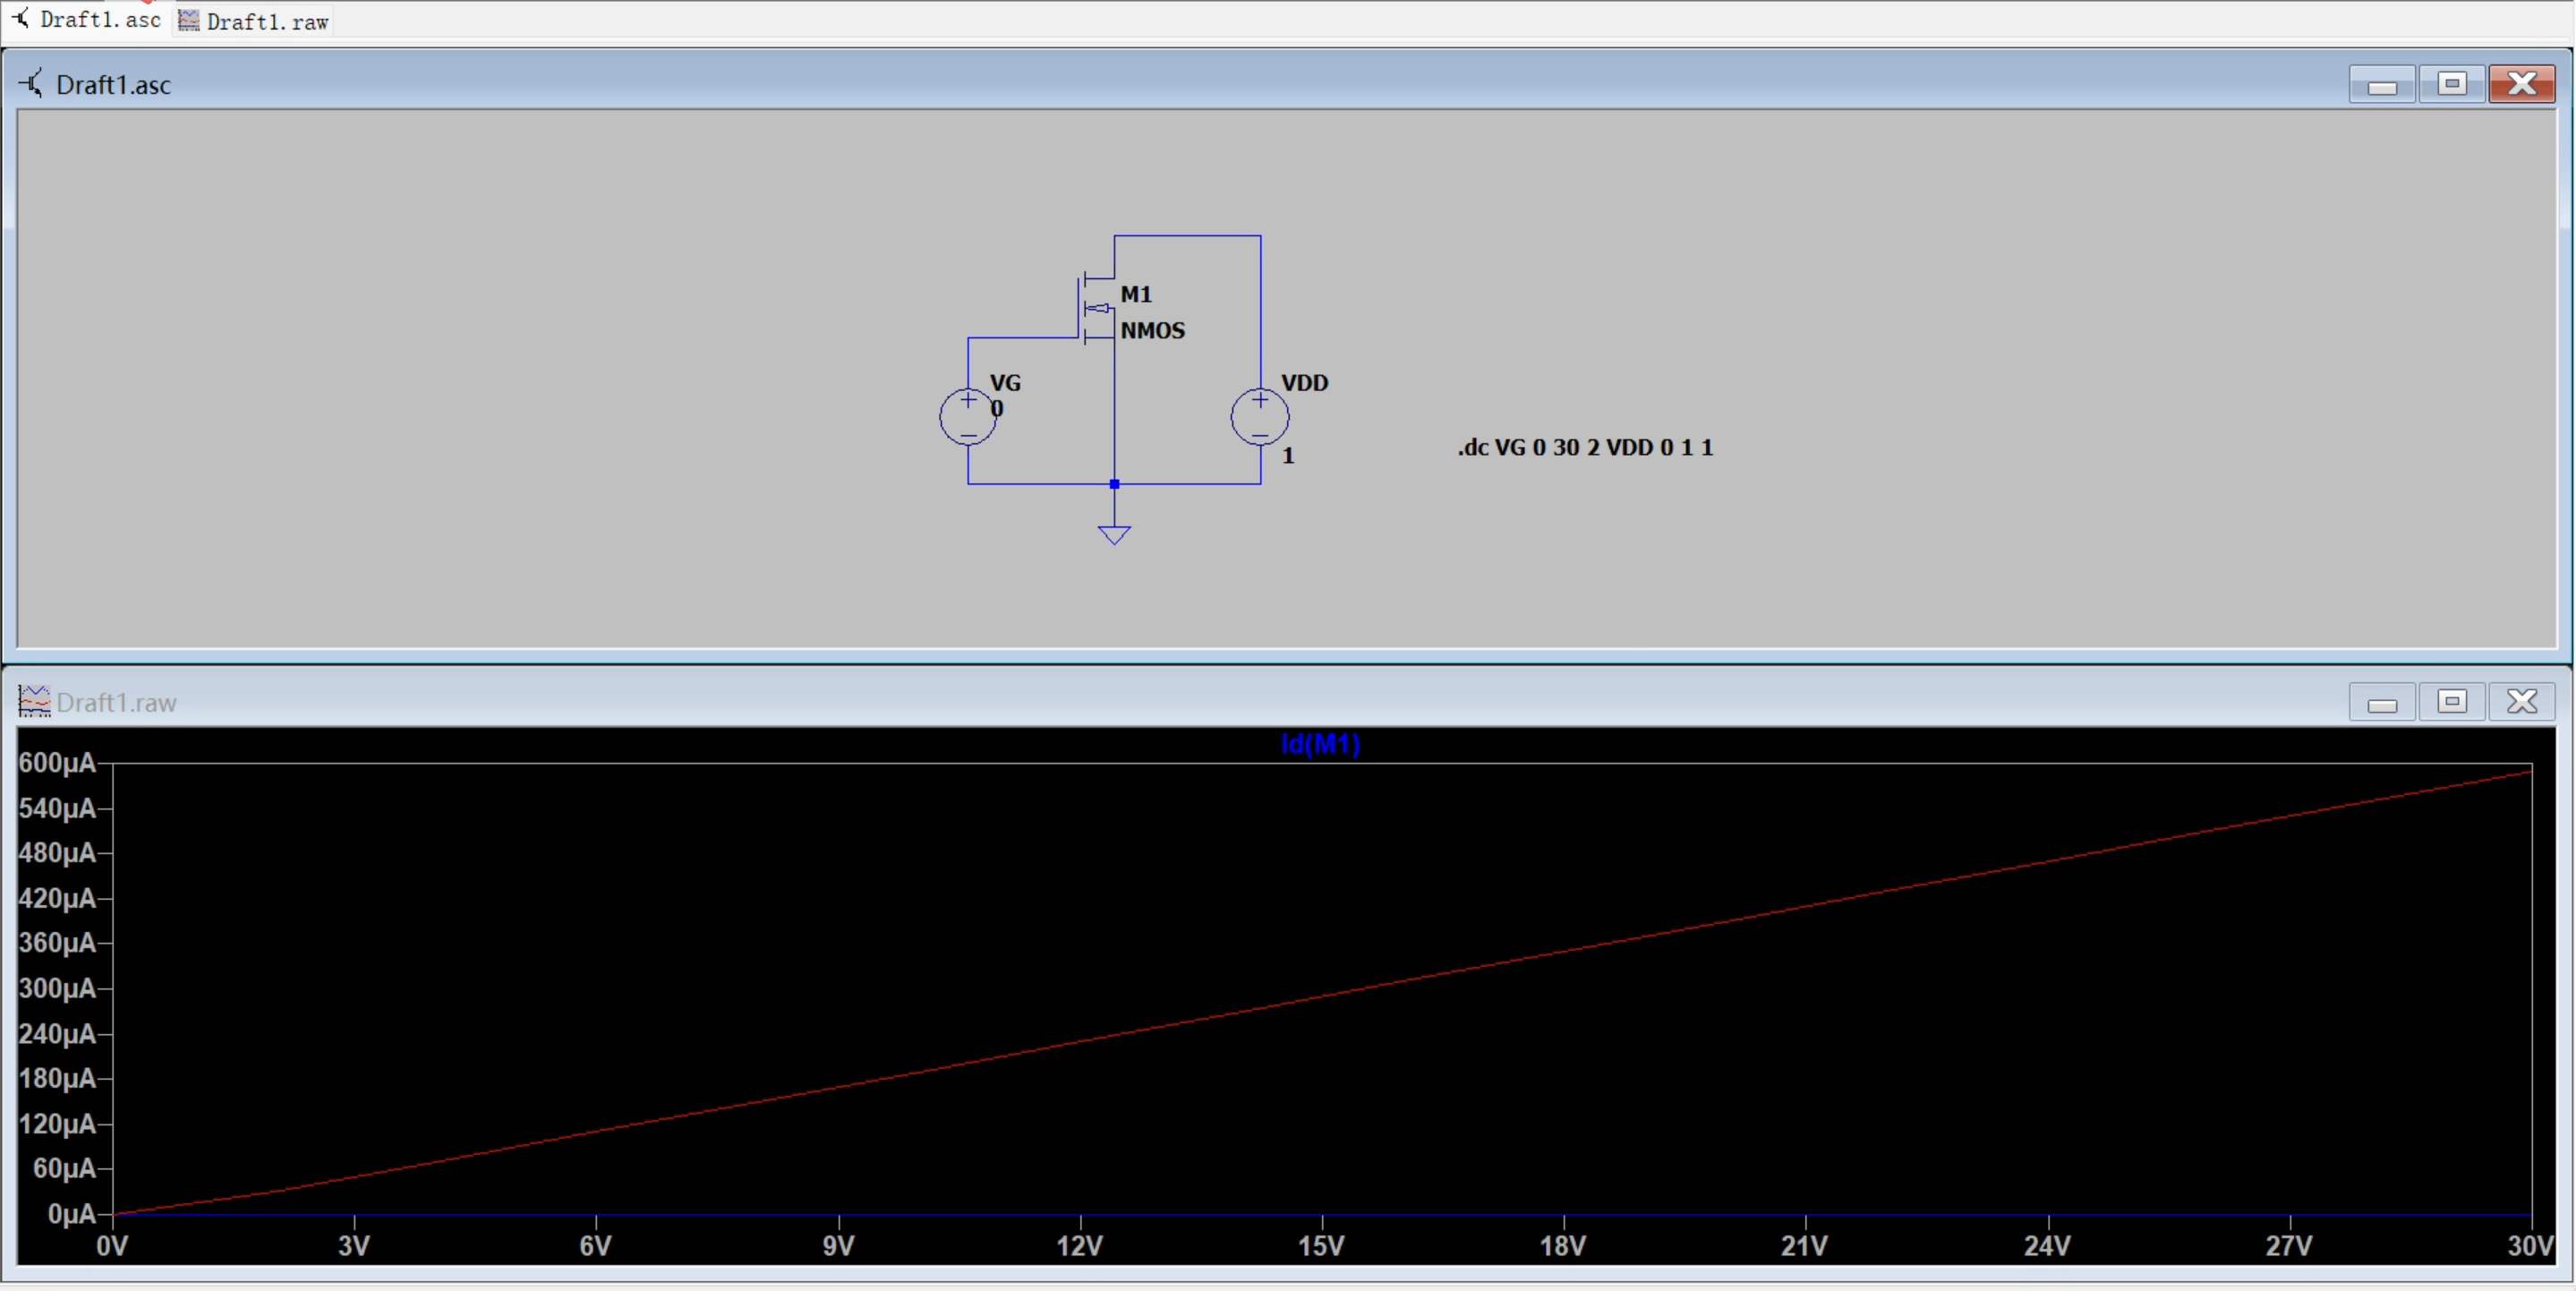 Draft1.asc Draft1.raw
Draft1.asc
M1
NMOS
VG
0
VDD
1
.dc VG 0 30 2 VDD 0 1 1
Draft1.raw
Id(M1)
600µA
540µA
480µA
420µA
360µA
300µA
240µA
180µA
120µA
60µA
0µA
0V 3V 6V 9V 12V 15V 18V 21V 24V 27V 30V